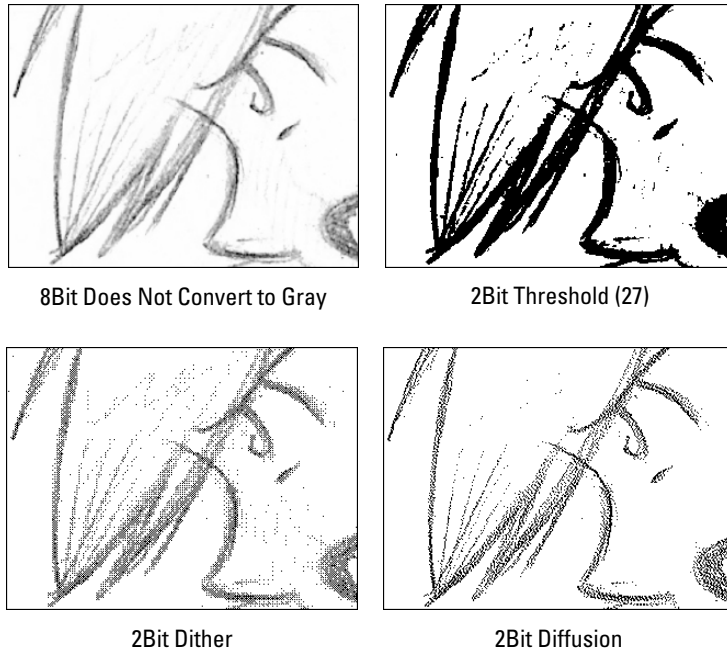 8Bit Does Not Convert to Gray
2Bit Threshold (27)
2Bit Dither
2Bit Diffusion